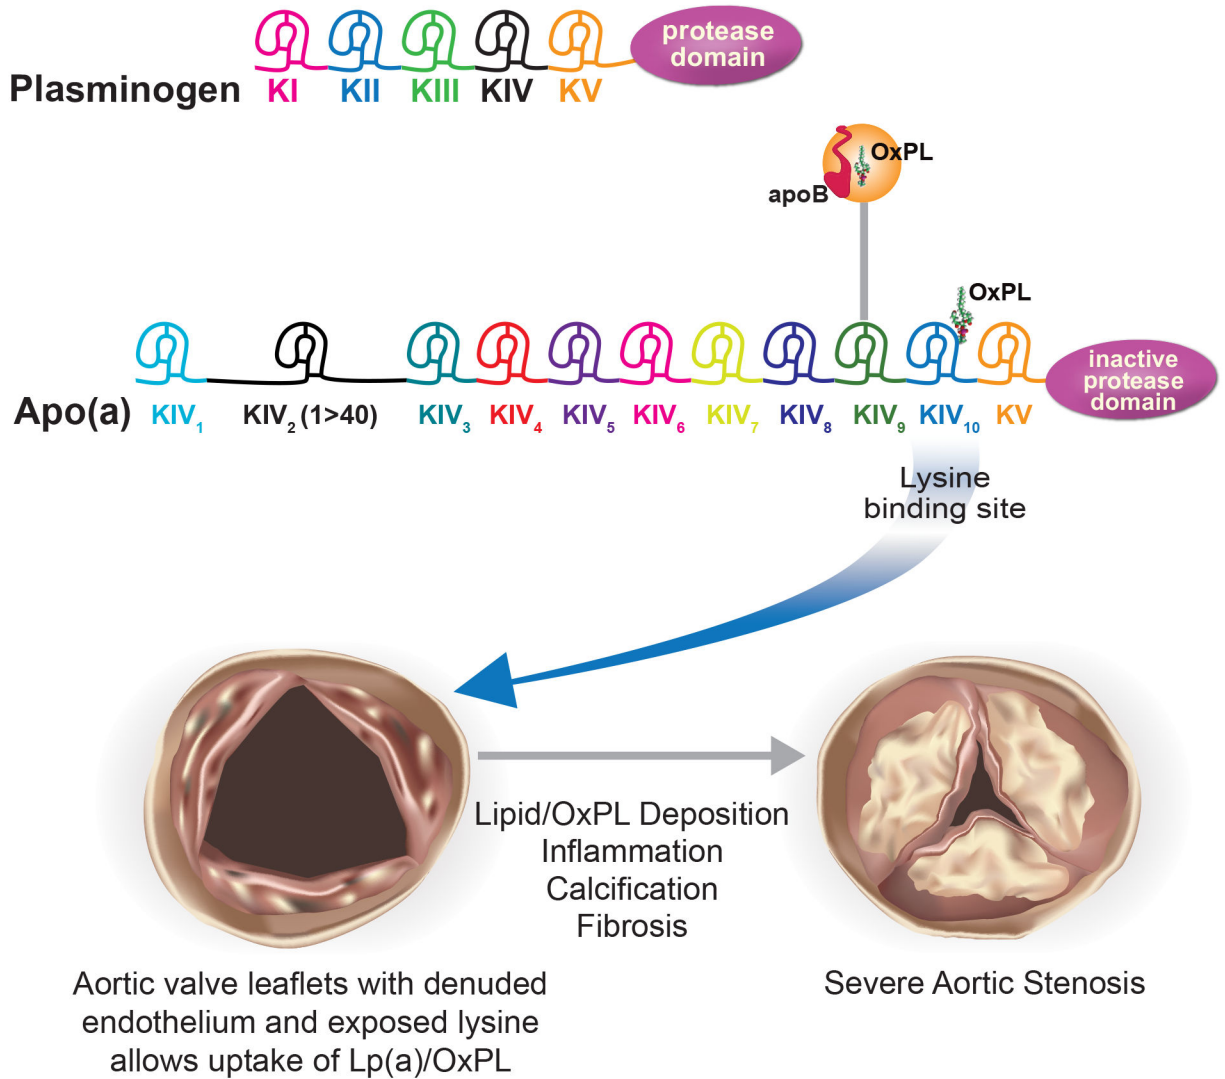 protease
domain
Plasminogen KI KII KIII KIV KV
OxPL
apoB
OxPL
inactive
protease
domain
Apo(a) KIV1 KIV2 (1>40) KIV3 KIV4 KIV5 KIV6 KIV7 KIV8 KIV9 KIV10 KV
Lysine
binding site
Lipid/OxPL Deposition
Inflammation
Calcification
Fibrosis
Aortic valve leaflets with denuded
endothelium and exposed lysine
allows uptake of Lp(a)/OxPL
Severe Aortic Stenosis